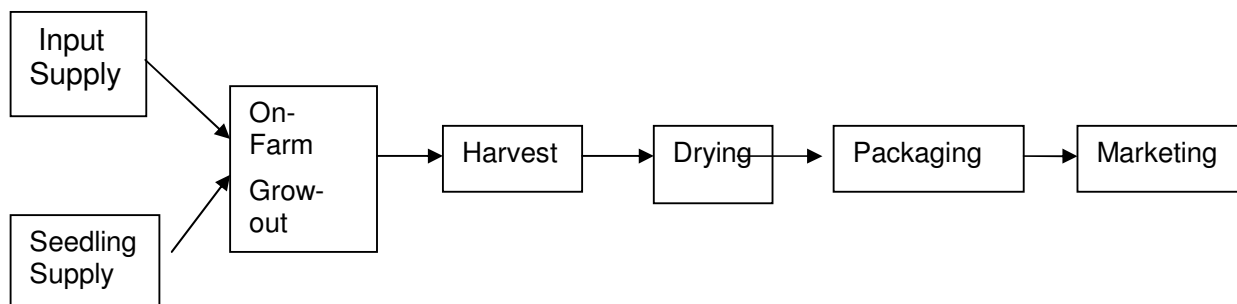 Input
Supply
Seedling
Supply
On-
Farm
Grow-
out
Harvest
Drying
Packaging
Marketing